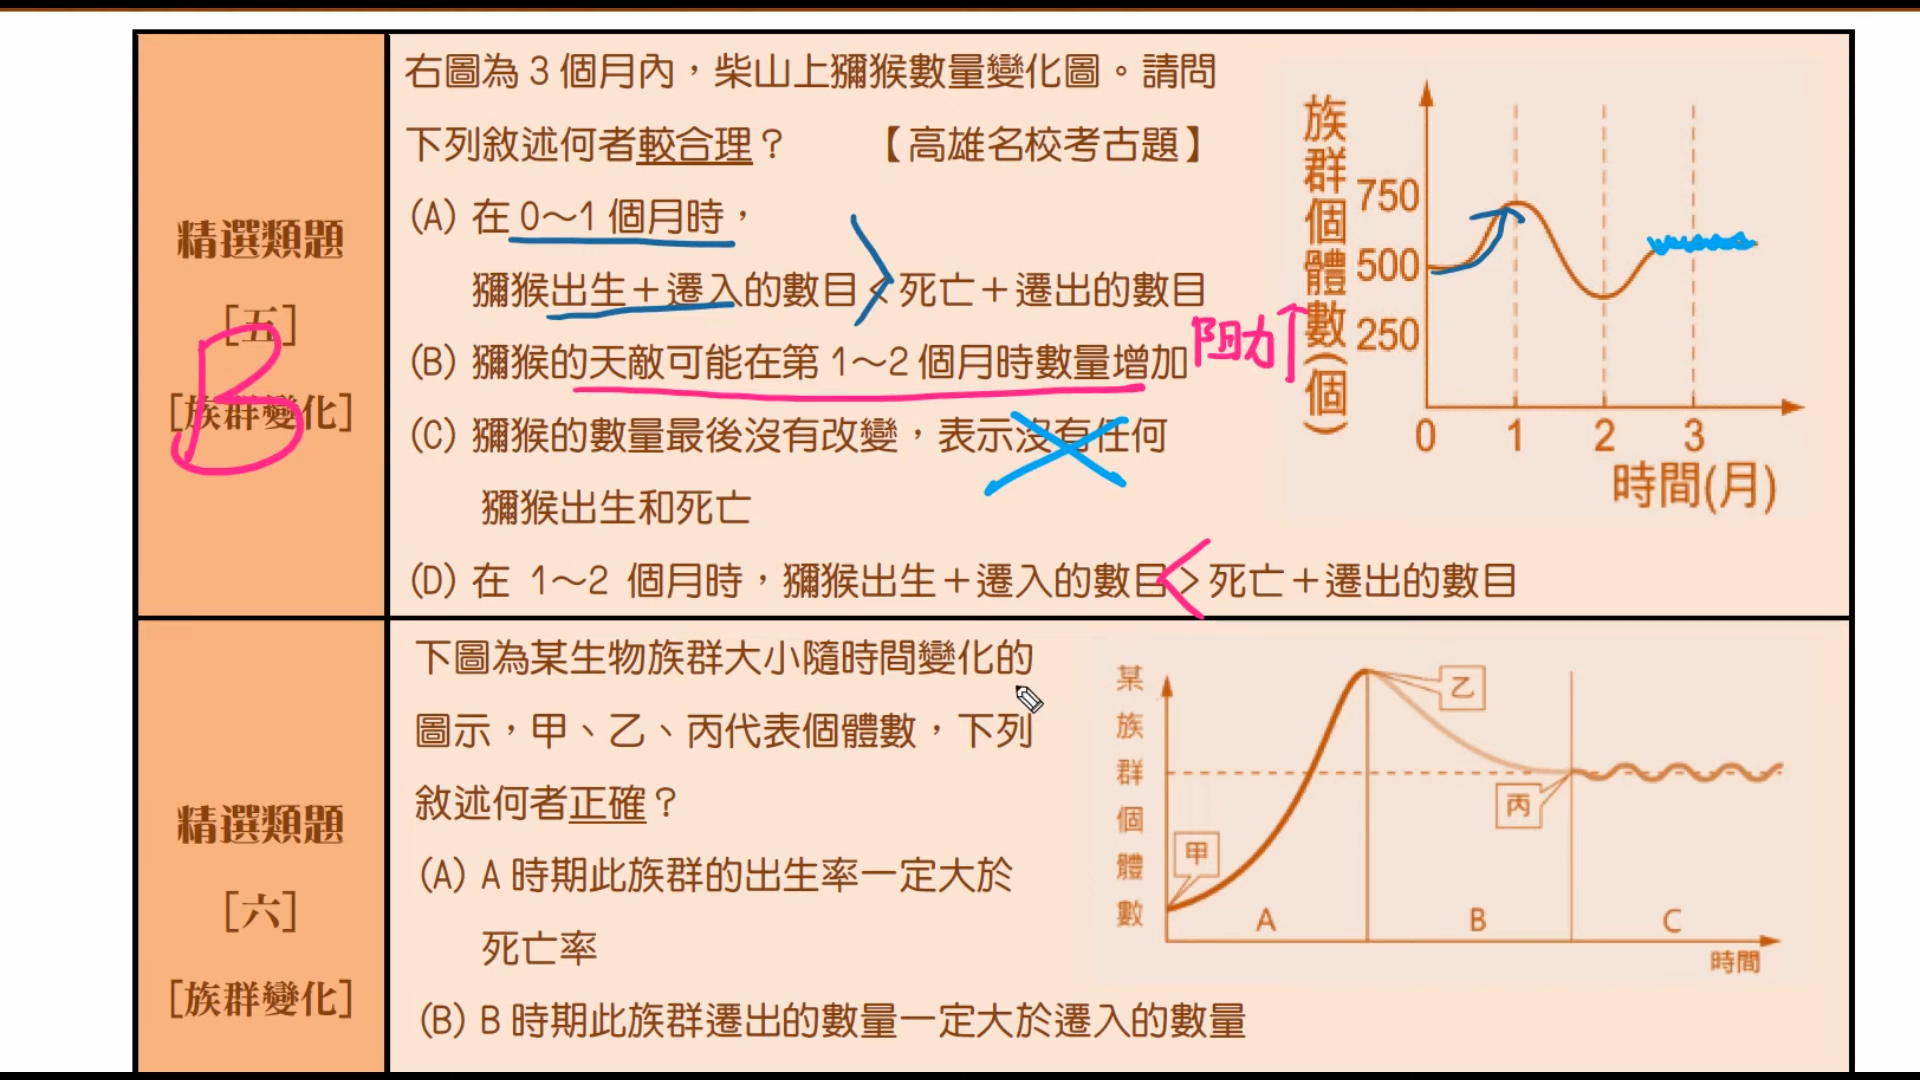 精選類題
[五]
[族群變化]
B
右圖為 3 個月內，柴山上獼猴數量變化圖。請問
下列敘述何者較合理？ 【高雄名校考古題】
(A) 在 0～1 個月時，
獼猴出生＋遷入的數目 < 死亡＋遷出的數目
(B) 獼猴的天敵可能在第 1～2 個月時數量增加
阻力↑
(C) 獼猴的數量最後沒有改變，表示沒有任何
獼猴出生和死亡
(D) 在 1～2 個月時，獼猴出生＋遷入的數目 > 死亡＋遷出的數目
族群個體數(個)
750
500
250
0 1 2 3
時間(月)
精選類題
[六]
[族群變化]
下圖為某生物族群大小隨時間變化的
圖示，甲、乙、丙代表個體數，下列
敘述何者正確？
(A) A 時期此族群的出生率一定大於
死亡率
(B) B 時期此族群遷出的數量一定大於遷入的數量
某族群個體數
乙
丙
甲
A B C
時間